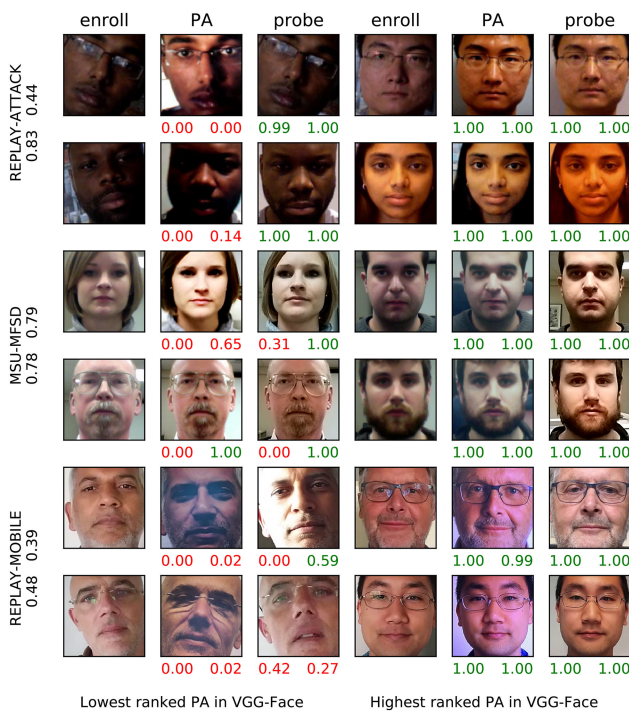 enroll PA probe enroll PA probe
REPLAY-ATTACK
0.83 0.44
0.00 0.00 0.99 1.00 1.00 1.00 1.00 1.00
0.00 0.14 1.00 1.00 1.00 1.00 1.00 1.00
MSU-MFSD
0.78 0.79
0.00 0.65 0.31 1.00 1.00 1.00 1.00 1.00
0.00 1.00 0.00 1.00 1.00 1.00 1.00 1.00
REPLAY-MOBILE
0.48 0.39
0.00 0.02 0.00 0.59 1.00 0.99 1.00 1.00
0.00 0.02 0.42 0.27 1.00 1.00 1.00 1.00
Lowest ranked PA in VGG-Face Highest ranked PA in VGG-Face